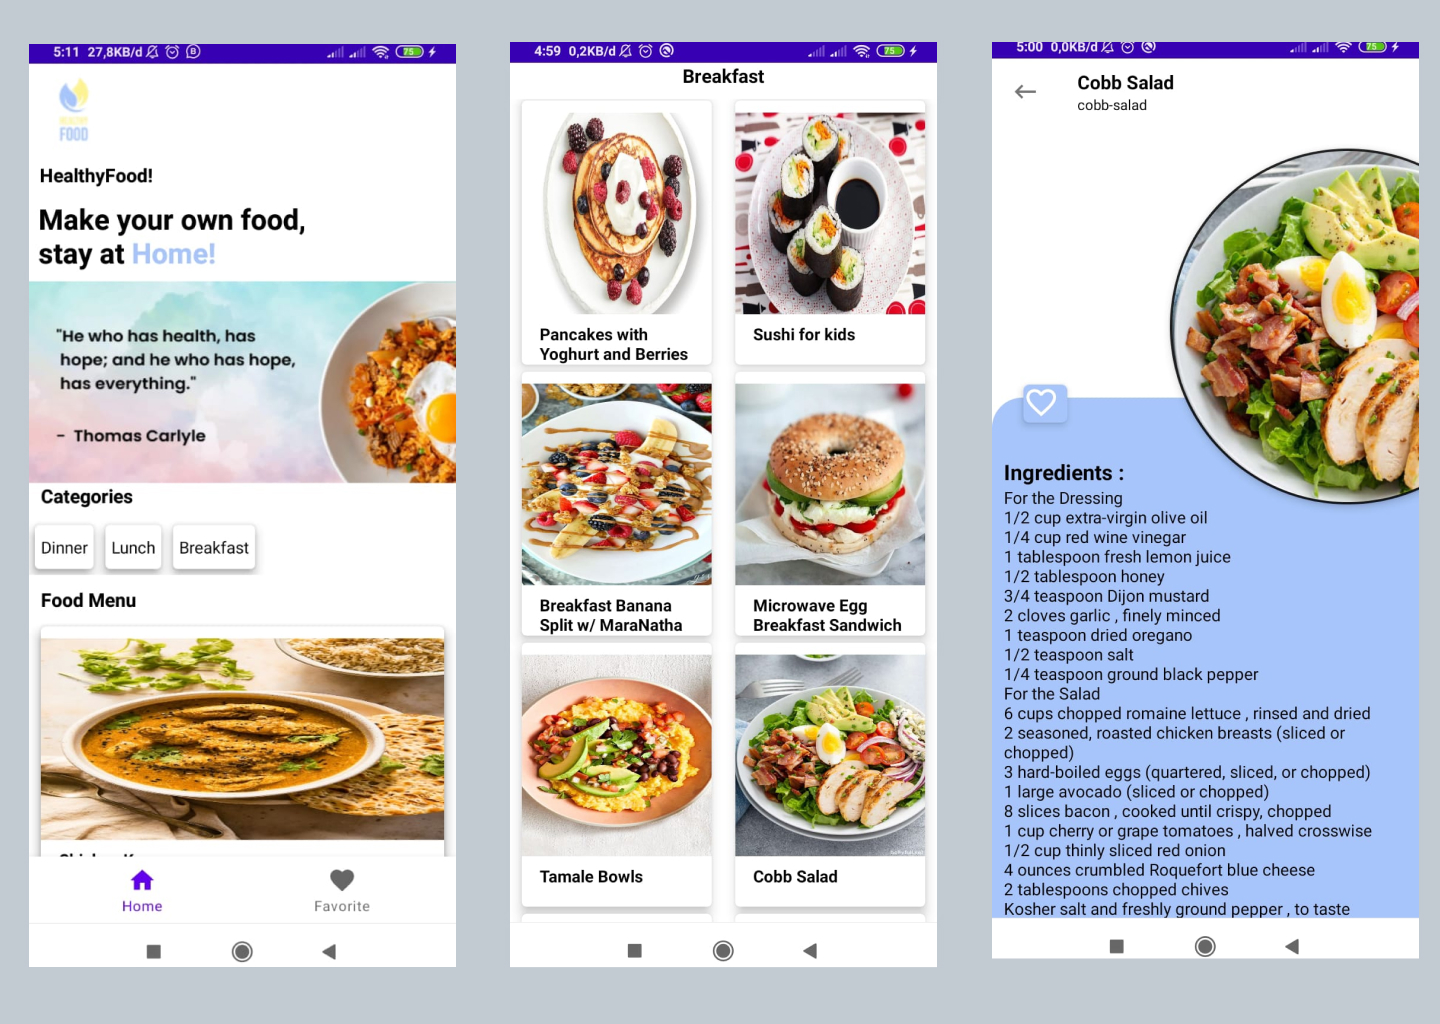 5:11 27,8KB/d
75
HEALTHY
FOOD
HealthyFood!
Make your own food,
stay at Home!
"He who has health, has
hope; and he who has hope,
has everything."
- Thomas Carlyle
Categories
Dinner
Lunch
Breakfast
Food Menu
Home
Favorite
4:59 0,2KB/d
75
Breakfast
Pancakes with
Yoghurt and Berries
Sushi for kids
Breakfast Banana
Split w/ MaraNatha
Microwave Egg
Breakfast Sandwich
Tamale Bowls
Cobb Salad
5:00 0,0KB/d
75
Cobb Salad
cobb-salad
Ingredients :
For the Dressing
1/2 cup extra-virgin olive oil
1/4 cup red wine vinegar
1 tablespoon fresh lemon juice
1/2 tablespoon honey
3/4 teaspoon Dijon mustard
2 cloves garlic , finely minced
1 teaspoon dried oregano
1/2 teaspoon salt
1/4 teaspoon ground black pepper
For the Salad
6 cups chopped romaine lettuce , rinsed and dried
2 seasoned, roasted chicken breasts (sliced or
chopped)
3 hard-boiled eggs (quartered, sliced, or chopped)
1 large avocado (sliced or chopped)
8 slices bacon , cooked until crispy, chopped
1 cup cherry or grape tomatoes , halved crosswise
1/2 cup thinly sliced red onion
4 ounces crumbled Roquefort blue cheese
2 tablespoons chopped chives
Kosher salt and freshly ground pepper , to taste